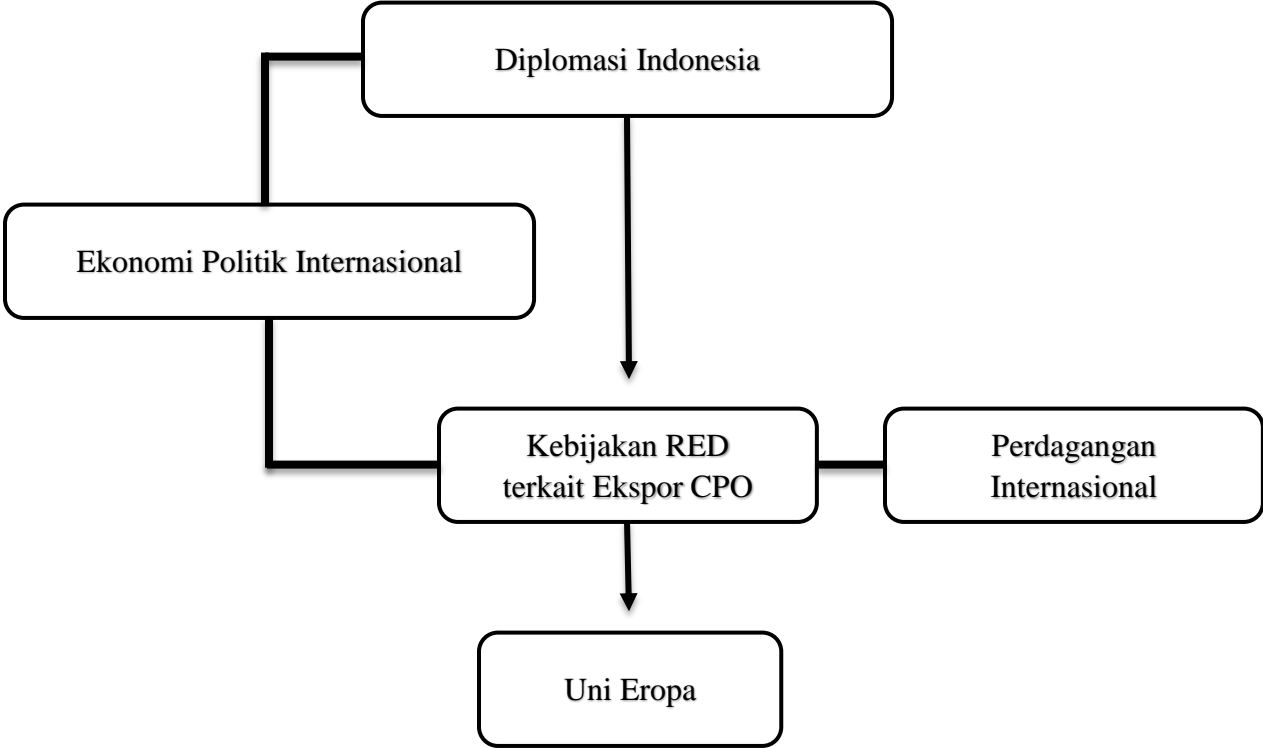 Diplomasi Indonesia
Ekonomi Politik Internasional
Kebijakan RED
terkait Ekspor CPO
Perdagangan
Internasional
Uni Eropa